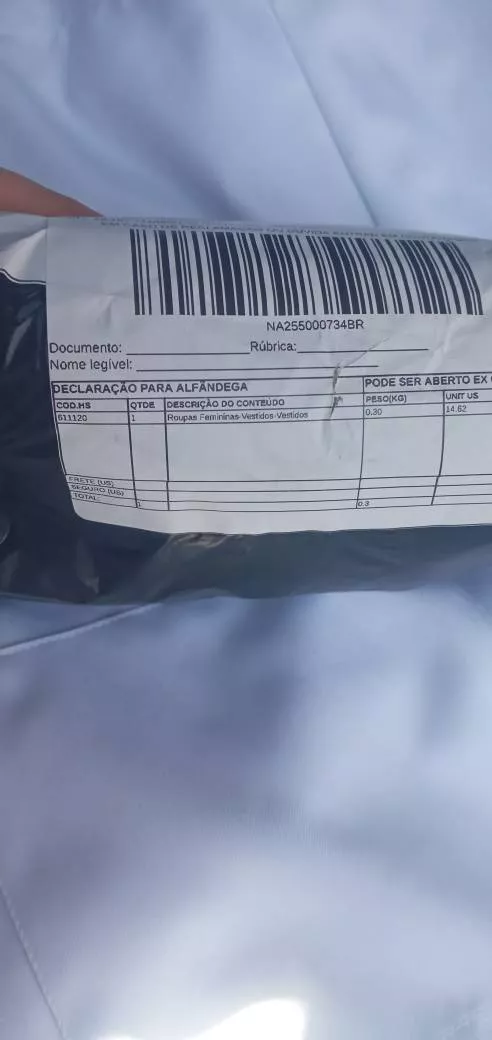 NA255000734BR
Documento: Rúbrica:
Nome legível:
DECLARAÇÃO PARA ALFÂNDEGA PODE SER ABERTO EX
COD.HS QTDE DESCRIÇÃO DO CONTEÚDO PESO(KG) UNIT US
611120 1 Roupas Femininas-Vestidos-Vestidos 0.30 14.62
FRETE (US)
SEGURO (US)
TOTAL: 1 0.3